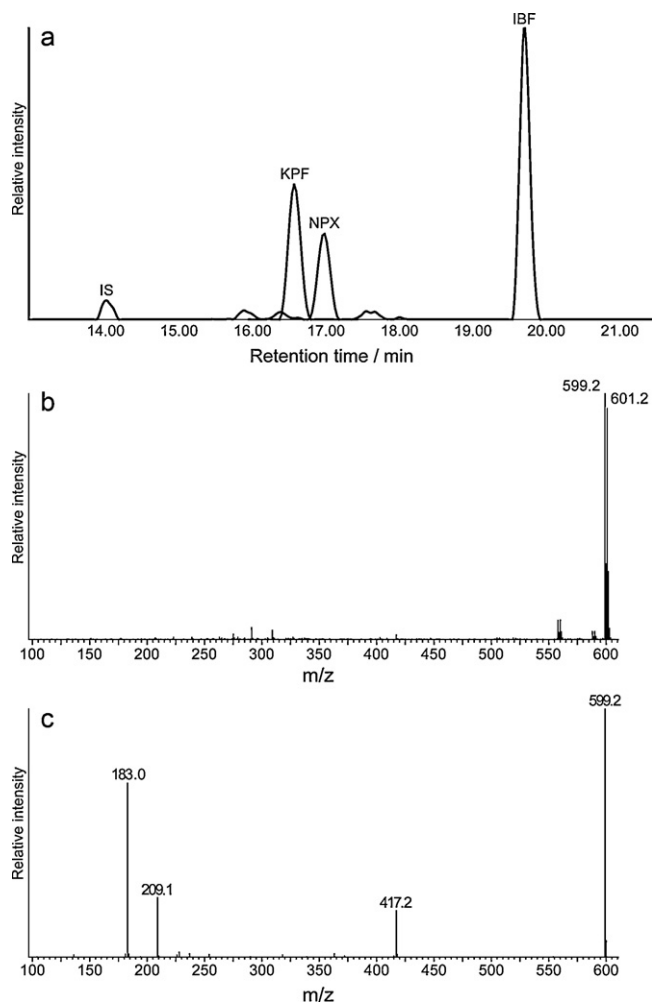 a
IBF
KPF
NPX
IS
Relative intensity
14.00 15.00 16.00 17.00 18.00 19.00 20.00 21.00
Retention time / min
b
599.2
601.2
Relative intensity
100 150 200 250 300 350 400 450 500 550 600
m/z
c
599.2
183.0
209.1
417.2
Relative intensity
100 150 200 250 300 350 400 450 500 550 600
m/z